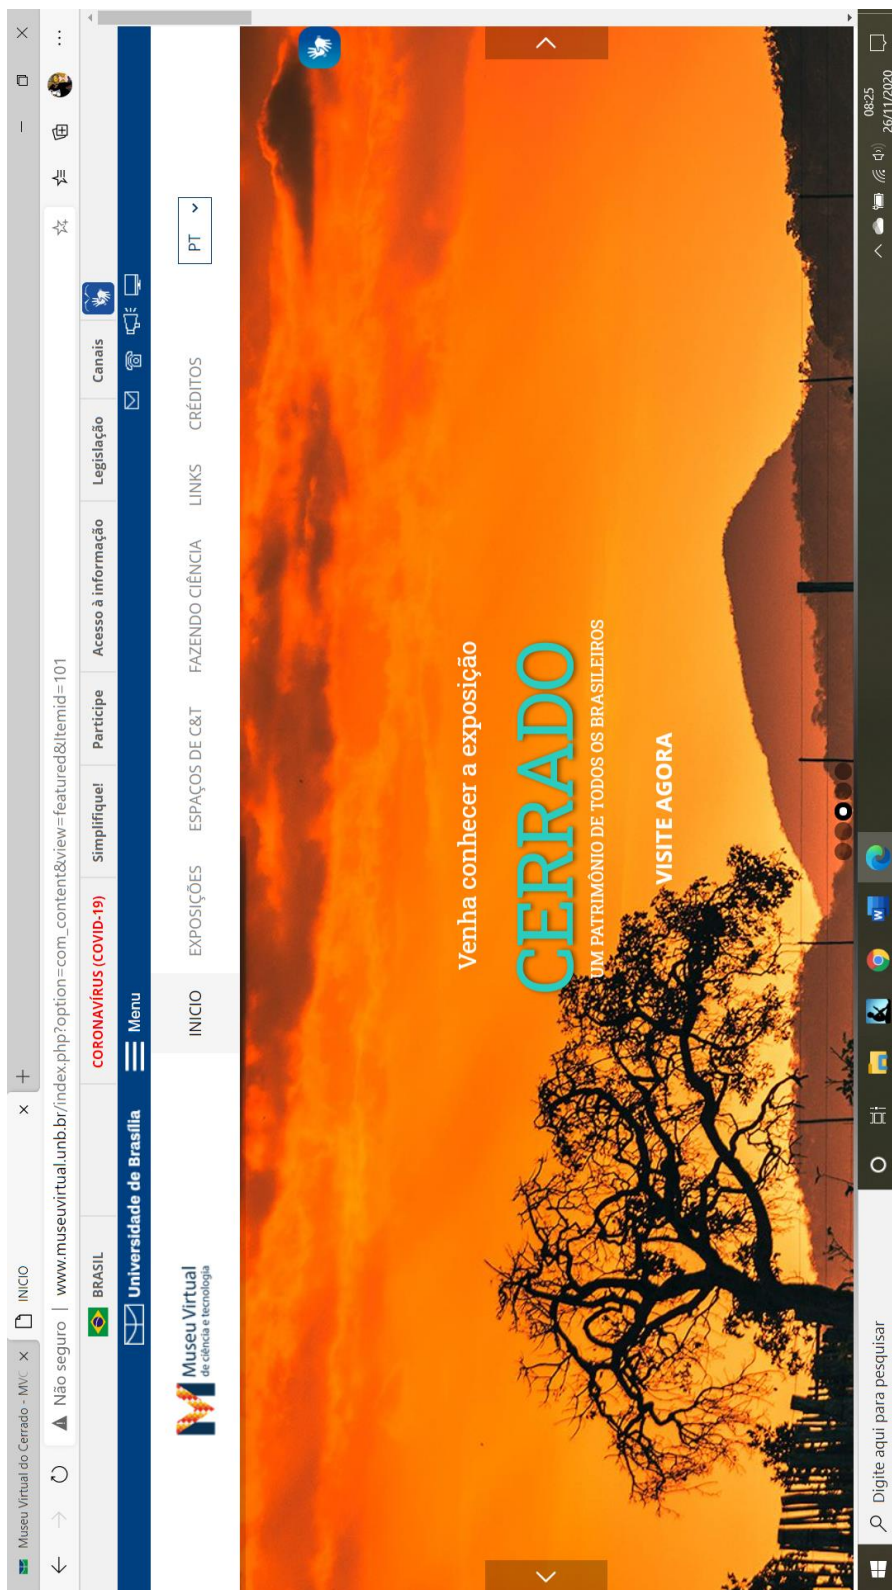 Museu Virtual do Cerrado - MVC
INICIO
Não seguro | www.museuvirtual.unb.br/index.php?option=com_content&view=featured&Itemid=101
BRASIL
CORONAVÍRUS (COVID-19)
Simplifique!
Participe
Acesso à informação
Legislação
Canais
Universidade de Brasília
Menu
Museu Virtual
de ciência e tecnologia
INICIO
EXPOSIÇÕES
ESPAÇOS DE C&T
FAZENDO CIÊNCIA
LINKS
CRÉDITOS
PT
Venha conhecer a exposição
CERRADO
UM PATRIMÔNIO DE TODOS OS BRASILEIROS
VISITE AGORA
Digite aqui para pesquisar
08:25
26/11/2020